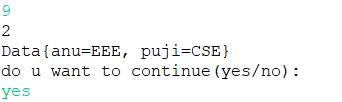 9
2
Data{anu=EEE, puji=CSE}
do u want to continue(yes/no):
yes